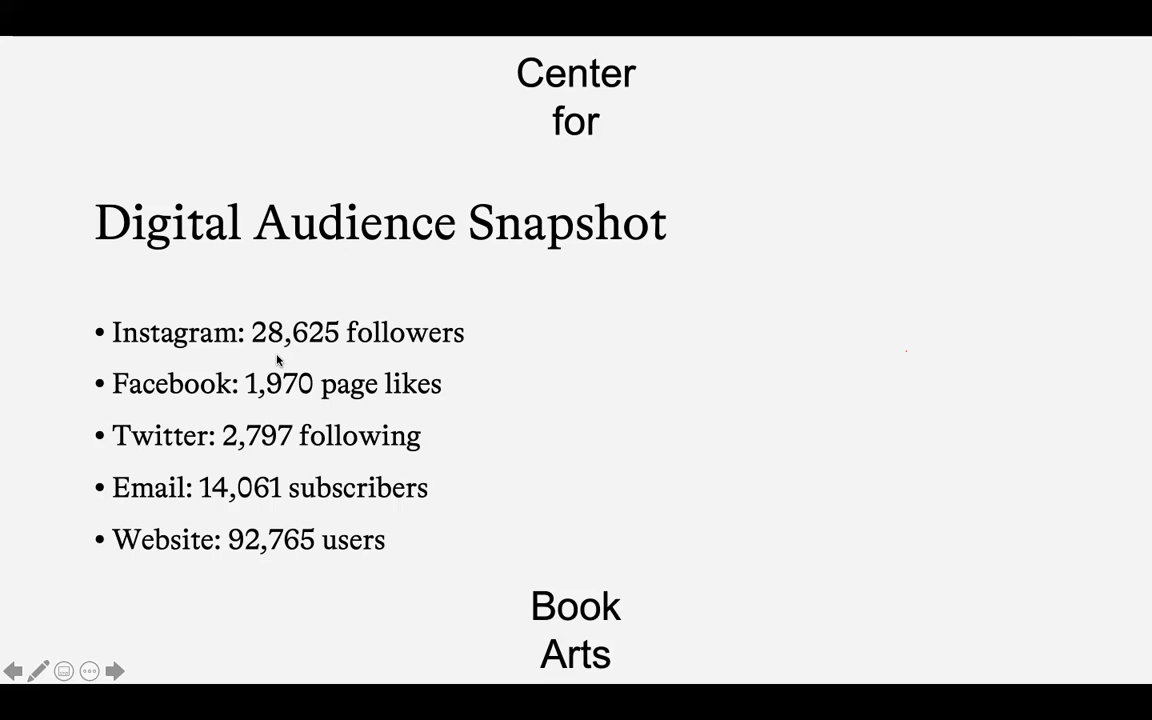 Center
for
Digital Audience Snapshot
• Instagram: 28,625 followers
• Facebook: 1,970 page likes
• Twitter: 2,797 following
• Email: 14,061 subscribers
• Website: 92,765 users
Book
Arts